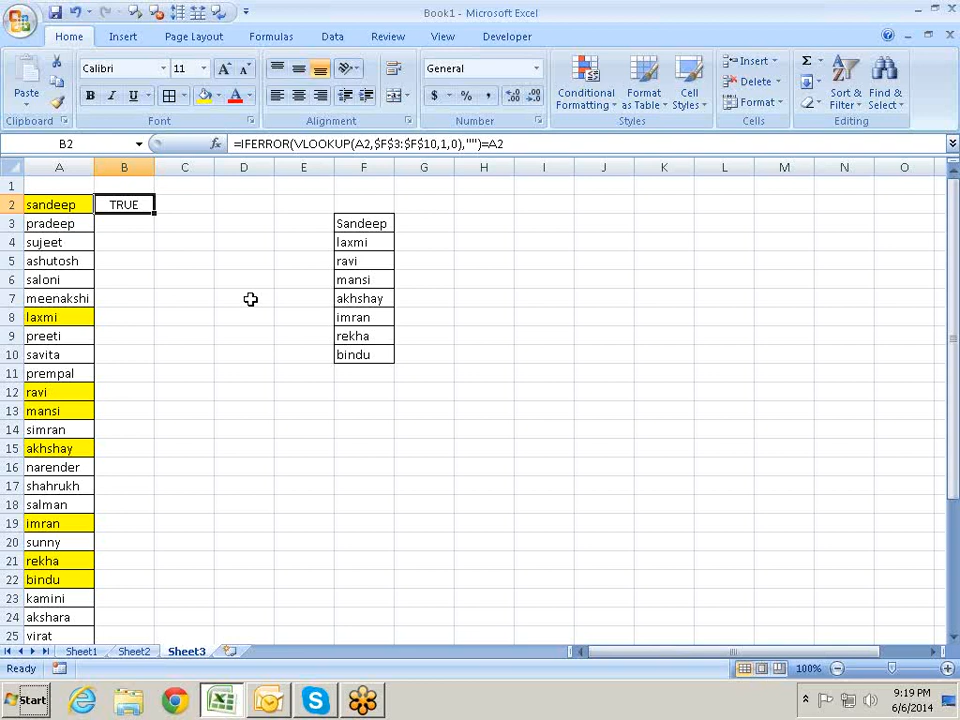 Book1 - Microsoft Excel
Home Insert Page Layout Formulas Data Review View Developer
Paste
Clipboard
Calibri 11
B I U
Font
Alignment
General
$ % ,
Number
Conditional Formatting
Format as Table
Cell Styles
Styles
Insert
Delete
Format
Cells
Sort & Filter
Find & Select
Editing
B2 fx =IFERROR(VLOOKUP(A2,$F$3:$F$10,1,0),"")=A2
A B C D E F G H I J K L M N O
1
2 sandeep TRUE
3 pradeep Sandeep
4 sujeet laxmi
5 ashutosh ravi
6 saloni mansi
7 meenakshi akhshay
8 laxmi imran
9 preeti rekha
10 savita bindu
11 prempal
12 ravi
13 mansi
14 simran
15 akhshay
16 narender
17 shahrukh
18 salman
19 imran
20 sunny
21 rekha
22 bindu
23 kamini
24 akshara
25 virat
Sheet1 Sheet2 Sheet3
Ready 100%
Start 9:19 PM
6/6/2014